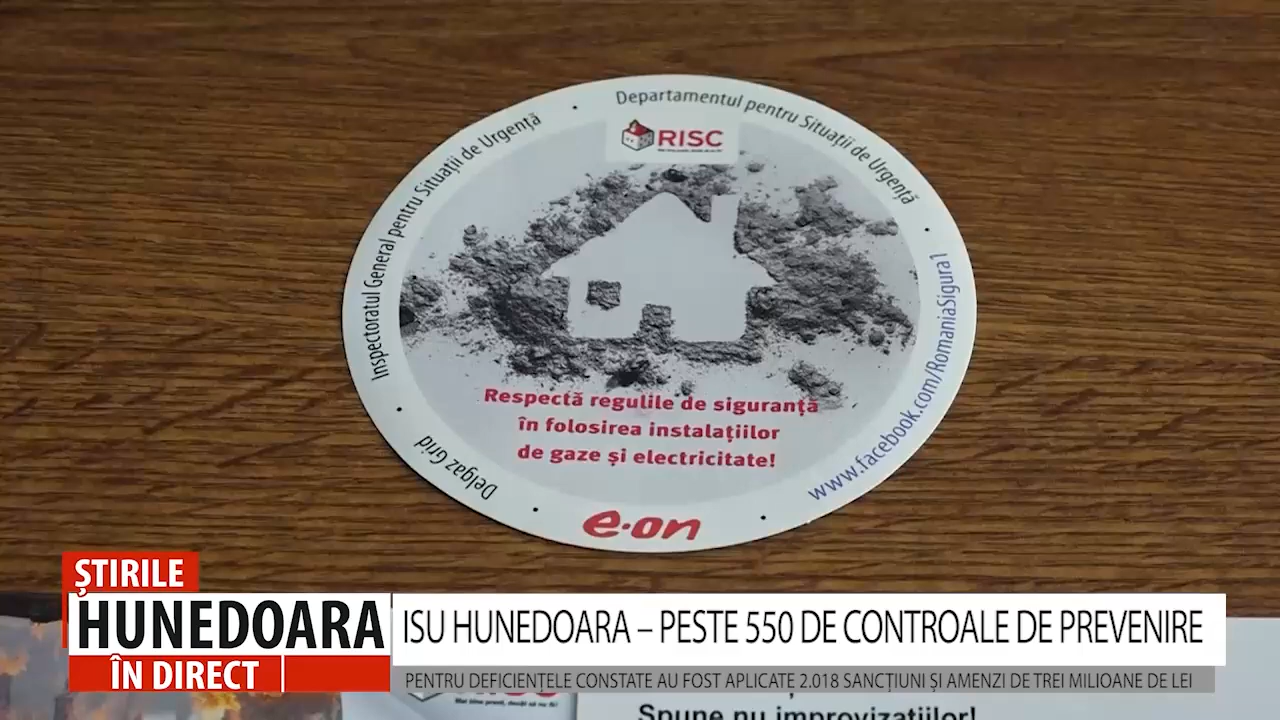 Departamentul pentru Situații de Urgență
Inspectoratul General pentru Situații de Urgență
RISC
www.facebook.com/RomaniaSigura1
Respectă regulile de siguranță
în folosirea instalațiilor
de gaze și electricitate!
Delgaz Grid
e·on
ȘTIRILE
HUNEDOARA
ÎN DIRECT
ISU HUNEDOARA – PESTE 550 DE CONTROALE DE PREVENIRE
PENTRU DEFICIENȚELE CONSTATE AU FOST APLICATE 2.018 SANCȚIUNI ȘI AMENZI DE TREI MILIOANE DE LEI
Spune nu improvizațiilor!